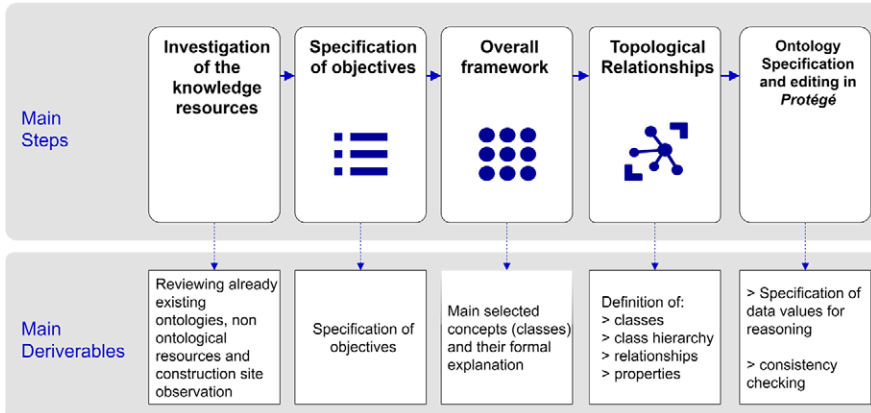 Main
Steps
Investigation
of the
knowledge
resources
Specification
of objectives
Overall
framework
Topological
Relationships
Ontology
Specification
and editing in
Protégé
Main
Deriverables
Reviewing already
existing
ontologies, non
ontological
resources and
construction site
observation
Specification of
objectives
Main selected
concepts (classes)
and their formal
explanation
Definition of:
> classes
> class hierarchy
> relationships
> properties
> Specification of
data values for
reasoning
> consistency
checking